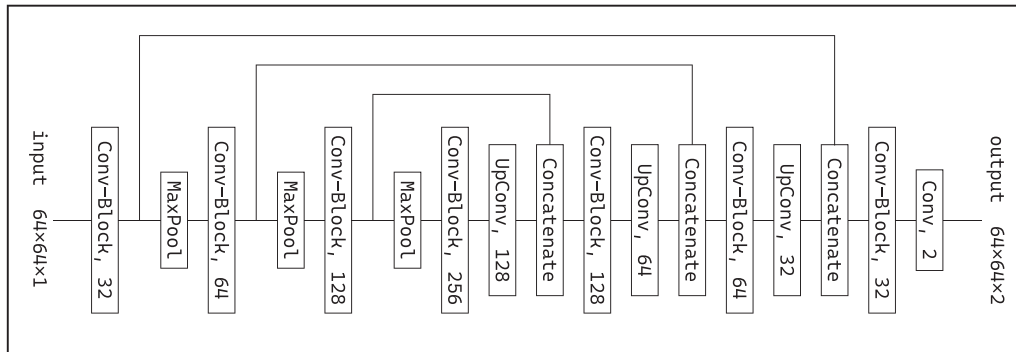 input 64×64×1
Conv-Block, 32
MaxPool
Conv-Block, 64
MaxPool
Conv-Block, 128
MaxPool
Conv-Block, 256
UpConv, 128
Concatenate
Conv-Block, 128
UpConv, 64
Concatenate
Conv-Block, 64
UpConv, 32
Concatenate
Conv-Block, 32
Conv, 2
output 64×64×2